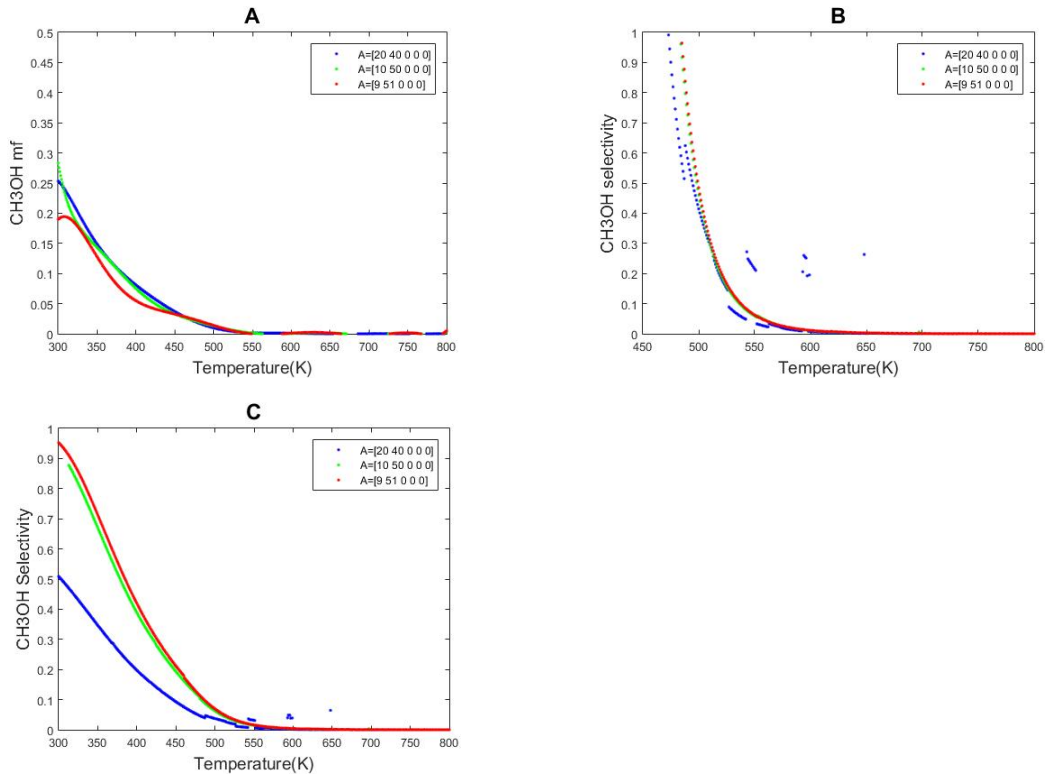 A
0.5
0.45
0.4
0.35
0.3
0.25
0.2
0.15
0.1
0.05
0
CH3OH mf
A=[20 40 0 0 0]
A=[10 50 0 0 0]
A=[9 51 0 0 0]
300 350 400 450 500 550 600 650 700 750 800
Temperature(K)
B
1
0.9
0.8
0.7
0.6
0.5
0.4
0.3
0.2
0.1
0
CH3OH selectivity
A=[20 40 0 0 0]
A=[10 50 0 0 0]
A=[9 51 0 0 0]
450 500 550 600 650 700 750 800
Temperature(K)
C
1
0.9
0.8
0.7
0.6
0.5
0.4
0.3
0.2
0.1
0
CH3OH Selectivity
A=[20 40 0 0 0]
A=[10 50 0 0 0]
A=[9 51 0 0 0]
300 350 400 450 500 550 600 650 700 750 800
Temperature(K)